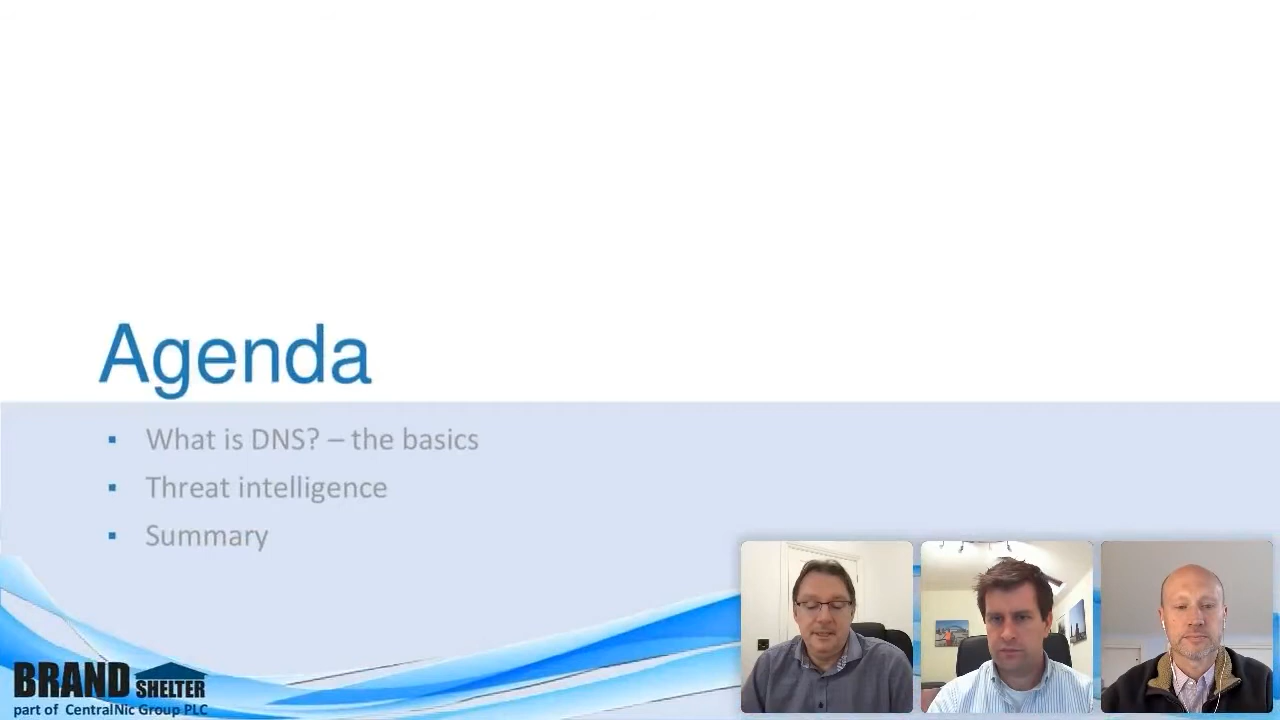 Agenda
▪ What is DNS? – the basics
▪ Threat intelligence
▪ Summary
BRAND SHELTER
part of CentralNic Group PLC